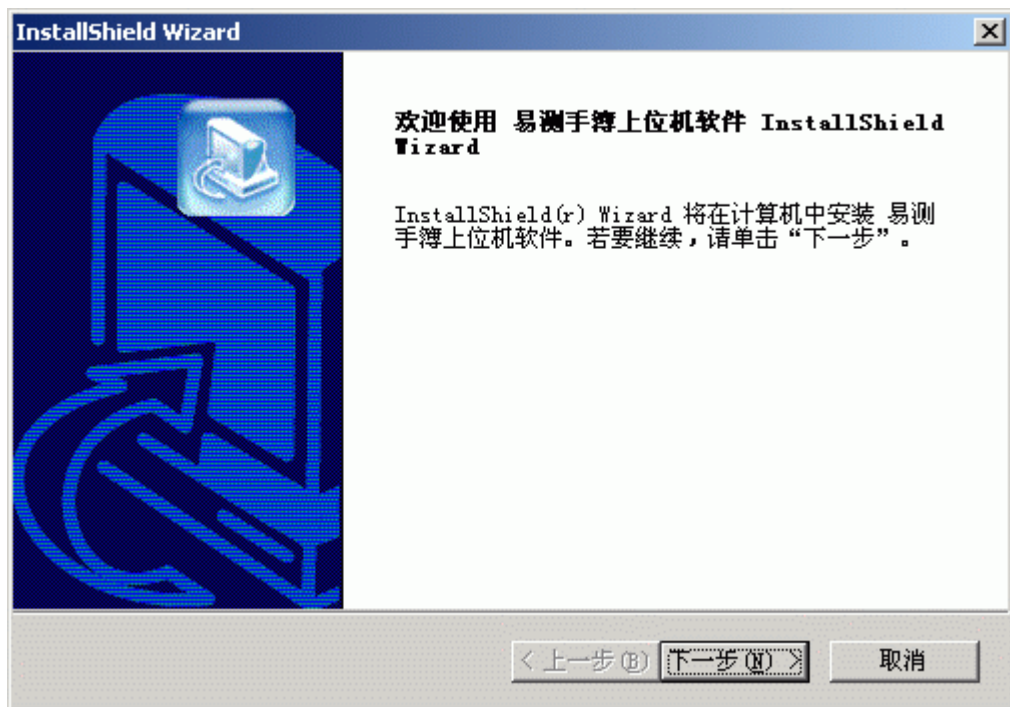 InstallShield Wizard
欢迎使用 易测手簿上位机软件 InstallShield
Wizard
InstallShield(r) Wizard 将在计算机中安装 易测
手簿上位机软件。若要继续，请单击“下一步”。
< 上一步(B) 下一步(N) > 取消